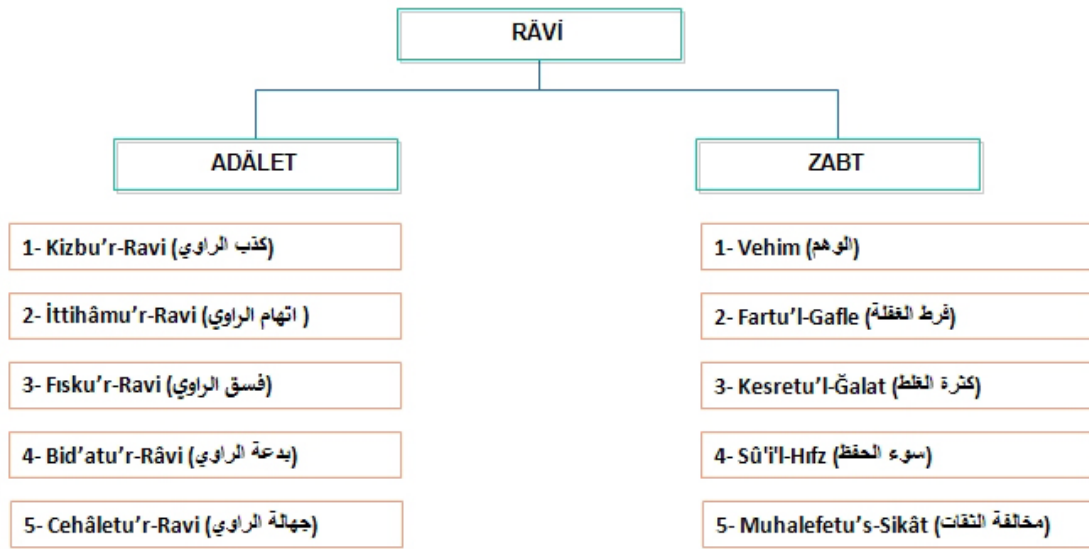 RÄVİ
ADÄLET
ZABT
1- Kizbu’r-Ravi (كذب الراوي)
2- İttihâmu’r-Ravi (اتهام الراوي )
3- Fısku’r-Ravi (فسق الراوي)
4- Bid’atu’r-Râvi (بدعة الراوي)
5- Cehâletu’r-Ravi (جهالة الراوي)
1- Vehim (الوهم)
2- Fartu’l-Gafle (فرط الغفلة)
3- Kesretu’l-Ğalat (كثرة الغلط)
4- Sû'i'l-Hıfz (سوء الحفظ)
5- Muhalefetu’s-Sikât (مخالفة الثقات)